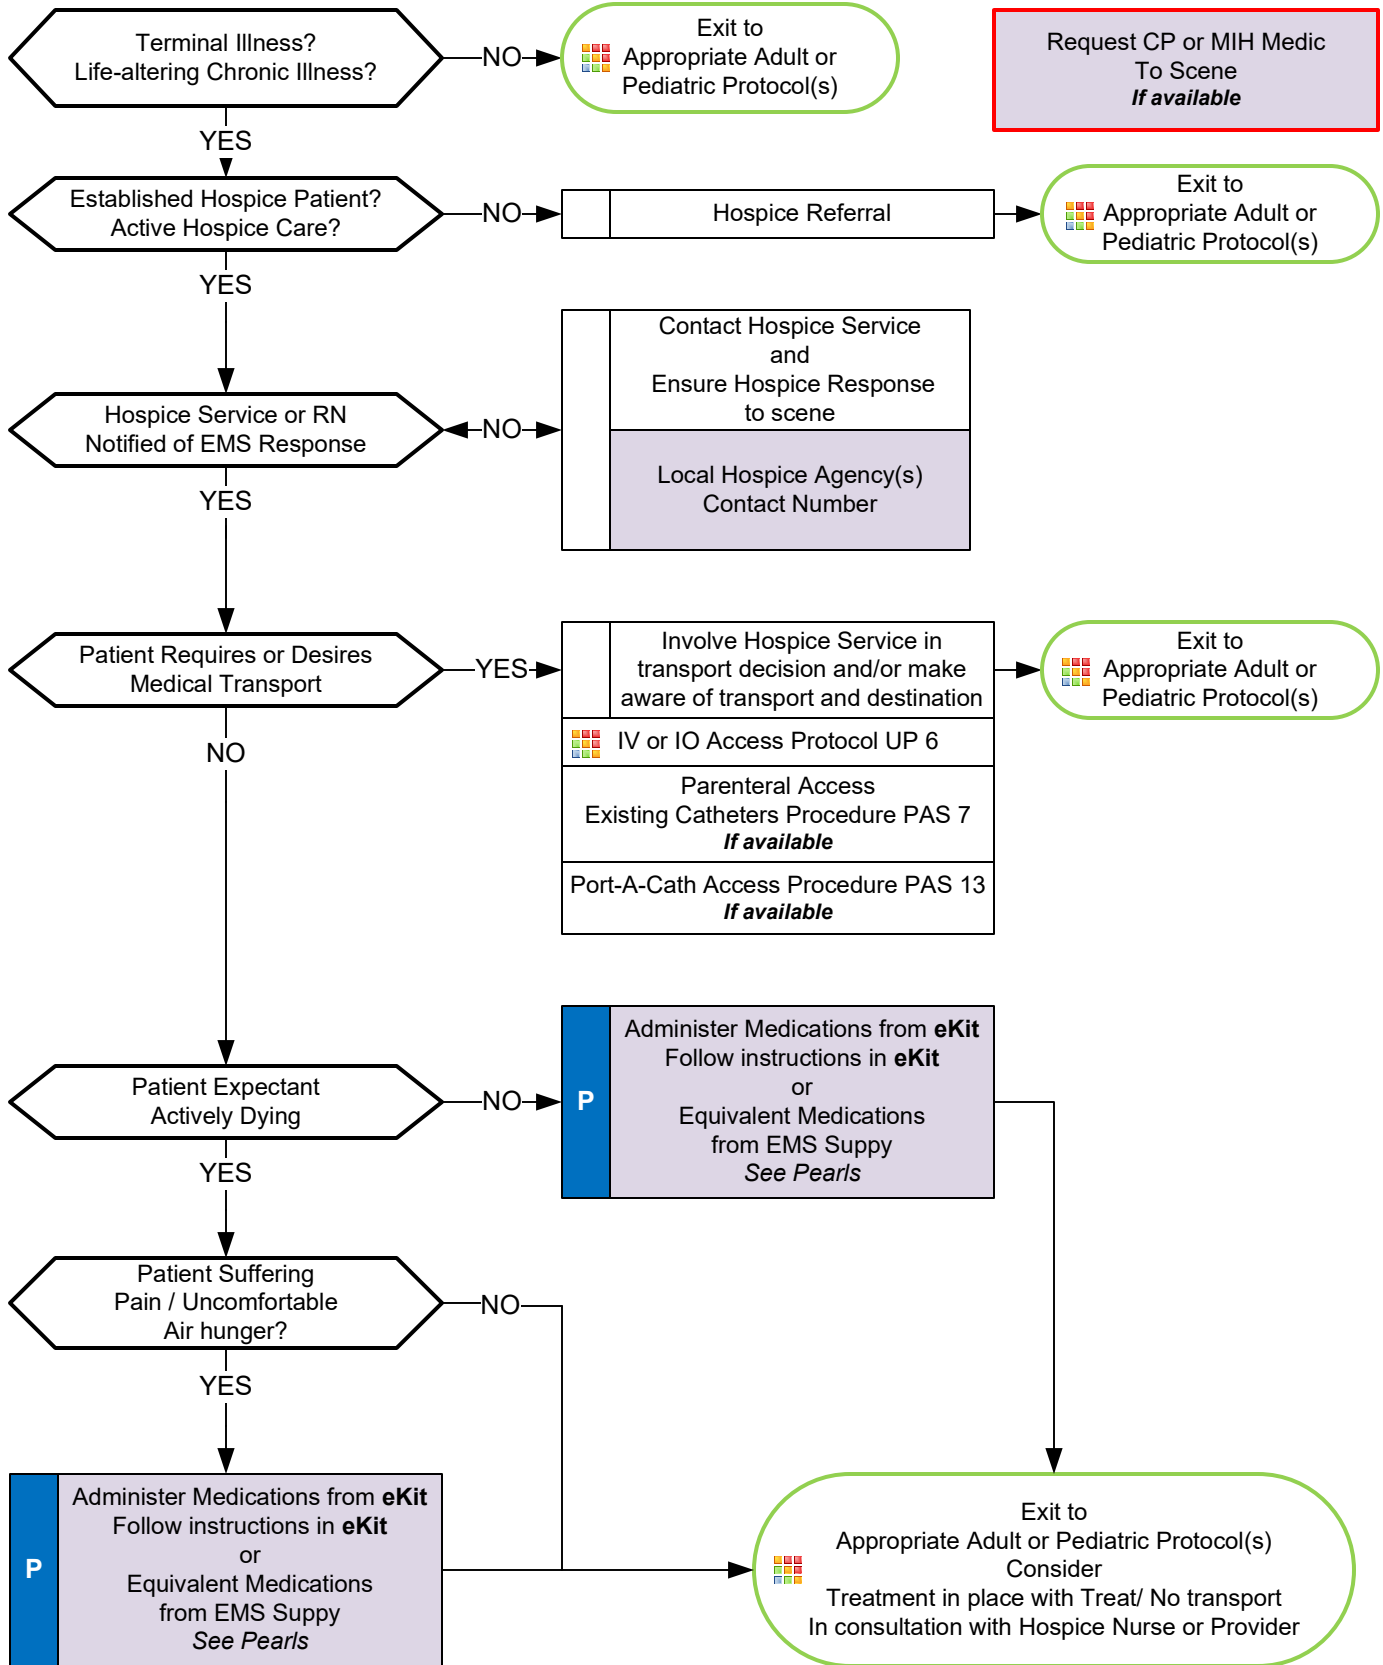 Terminal Illness?
Life-altering Chronic Illness?
NO
Exit to
Appropriate Adult or
Pediatric Protocol(s)
Request CP or MIH Medic
To Scene
If available
YES
Established Hospice Patient?
Active Hospice Care?
NO
Hospice Referral
Exit to
Appropriate Adult or
Pediatric Protocol(s)
YES
Contact Hospice Service
and
Ensure Hospice Response
to scene
Hospice Service or RN
Notified of EMS Response
NO
Local Hospice Agency(s)
Contact Number
YES
Patient Requires or Desires
Medical Transport
YES
Involve Hospice Service in
transport decision and/or make
aware of transport and destination
Exit to
Appropriate Adult or
Pediatric Protocol(s)
IV or IO Access Protocol UP 6
Parenteral Access
Existing Catheters Procedure PAS 7
If available
Port-A-Cath Access Procedure PAS 13
If available
NO
Patient Expectant
Actively Dying
NO
P
Administer Medications from eKit
Follow instructions in eKit
or
Equivalent Medications
from EMS Suppy
See Pearls
YES
Patient Suffering
Pain / Uncomfortable
Air hunger?
NO
YES
P
Administer Medications from eKit
Follow instructions in eKit
or
Equivalent Medications
from EMS Suppy
See Pearls
Exit to
Appropriate Adult or Pediatric Protocol(s)
Consider
Treatment in place with Treat/ No transport
In consultation with Hospice Nurse or Provider